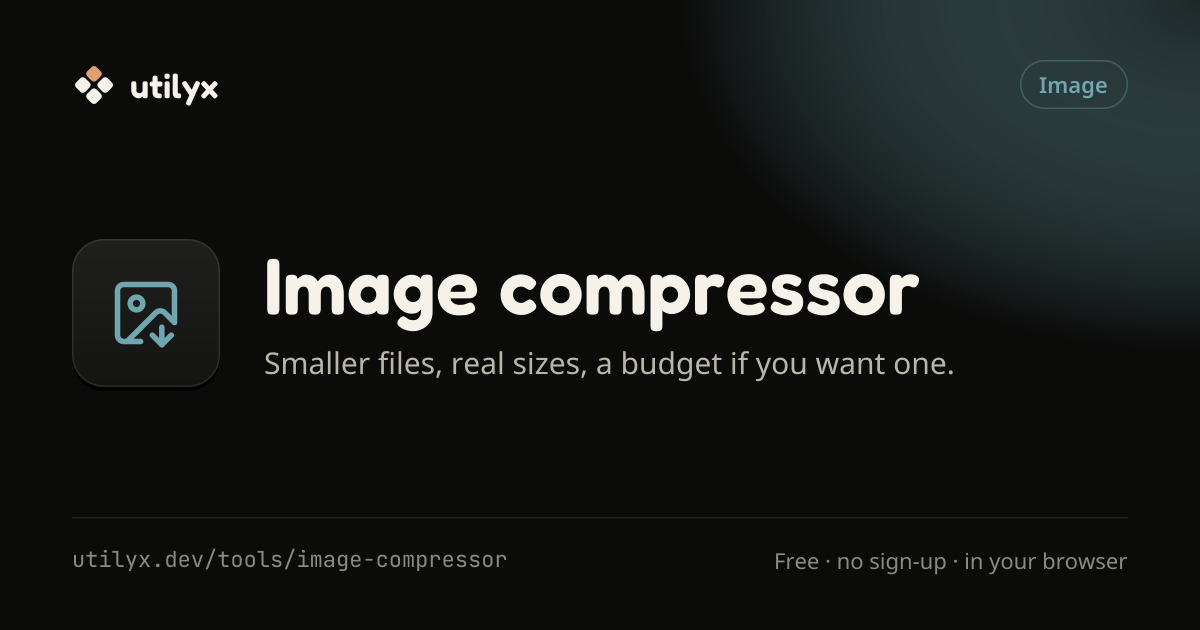 utilyx
Image
Image compressor
Smaller files, real sizes, a budget if you want one.
utilyx.dev/tools/image-compressor
Free · no sign-up · in your browser